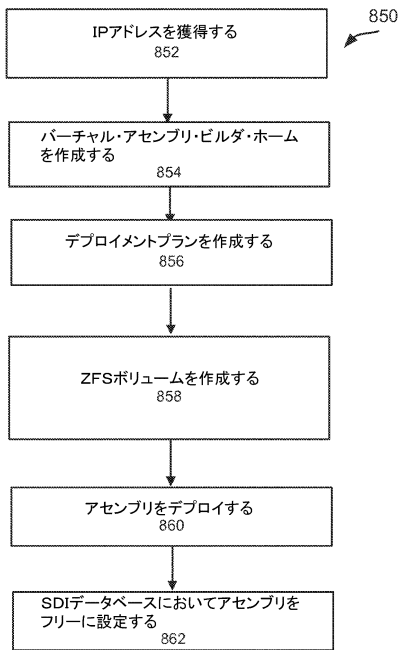 850
IPアドレスを獲得する
852
バーチャル・アセンブリ・ビルダ・ホーム
を作成する
854
デプロイメントプランを作成する
856
ZFSボリュームを作成する
858
アセンブリをデプロイする
860
SDIデータベースにおいてアセンブリを
フリーに設定する
862